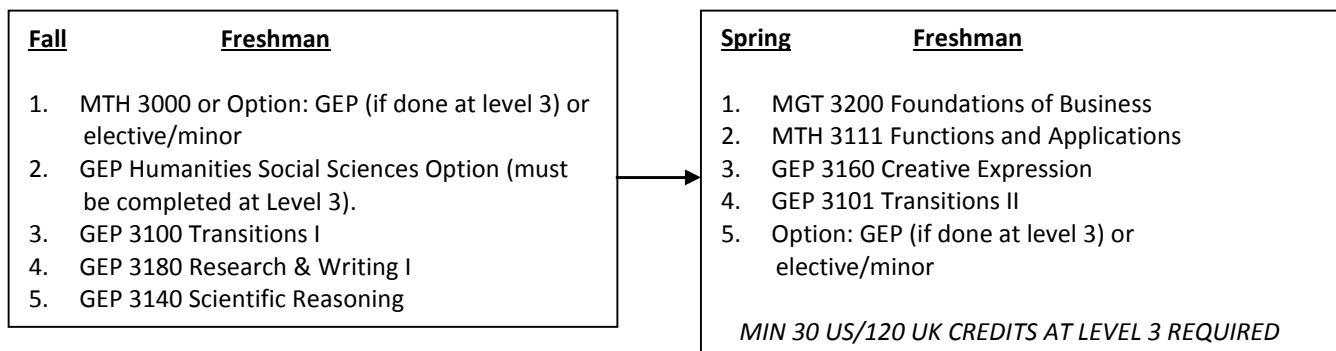 Fall Freshman
1. MTH 3000 or Option: GEP (if done at level 3) or
elective/minor
2. GEP Humanities Social Sciences Option (must
be completed at Level 3).
3. GEP 3100 Transitions I
4. GEP 3180 Research & Writing I
5. GEP 3140 Scientific Reasoning
Spring Freshman
1. MGT 3200 Foundations of Business
2. MTH 3111 Functions and Applications
3. GEP 3160 Creative Expression
4. GEP 3101 Transitions II
5. Option: GEP (if done at level 3) or
elective/minor
MIN 30 US/120 UK CREDITS AT LEVEL 3 REQUIRED